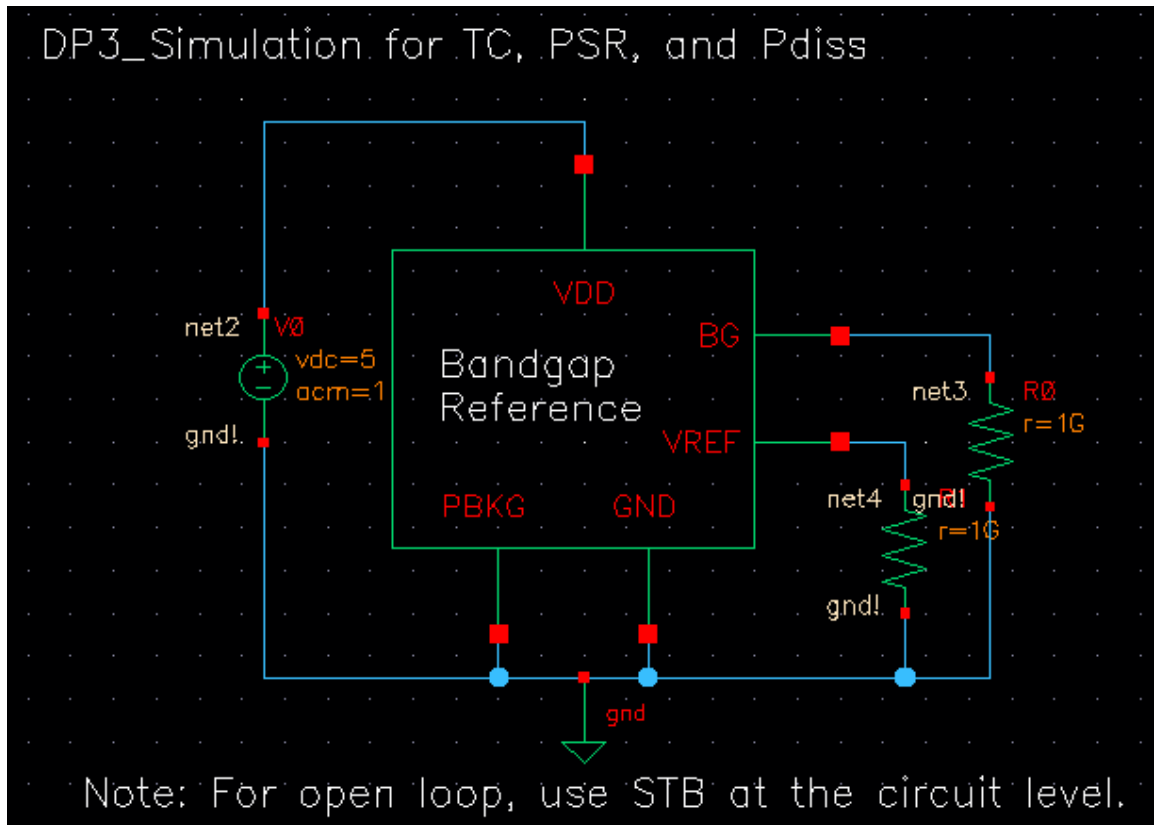 DP3_Simulation for TC, PSR, and Pdiss
net2
V0
vdc=5
acm=1
gnd!
VDD
Bandgap
Reference
BG
VREF
PBKG
GND
net3
R0
r=1G
net4
gnd!
r=1G
gnd!
gnd
Note: For open loop, use STB at the circuit level.